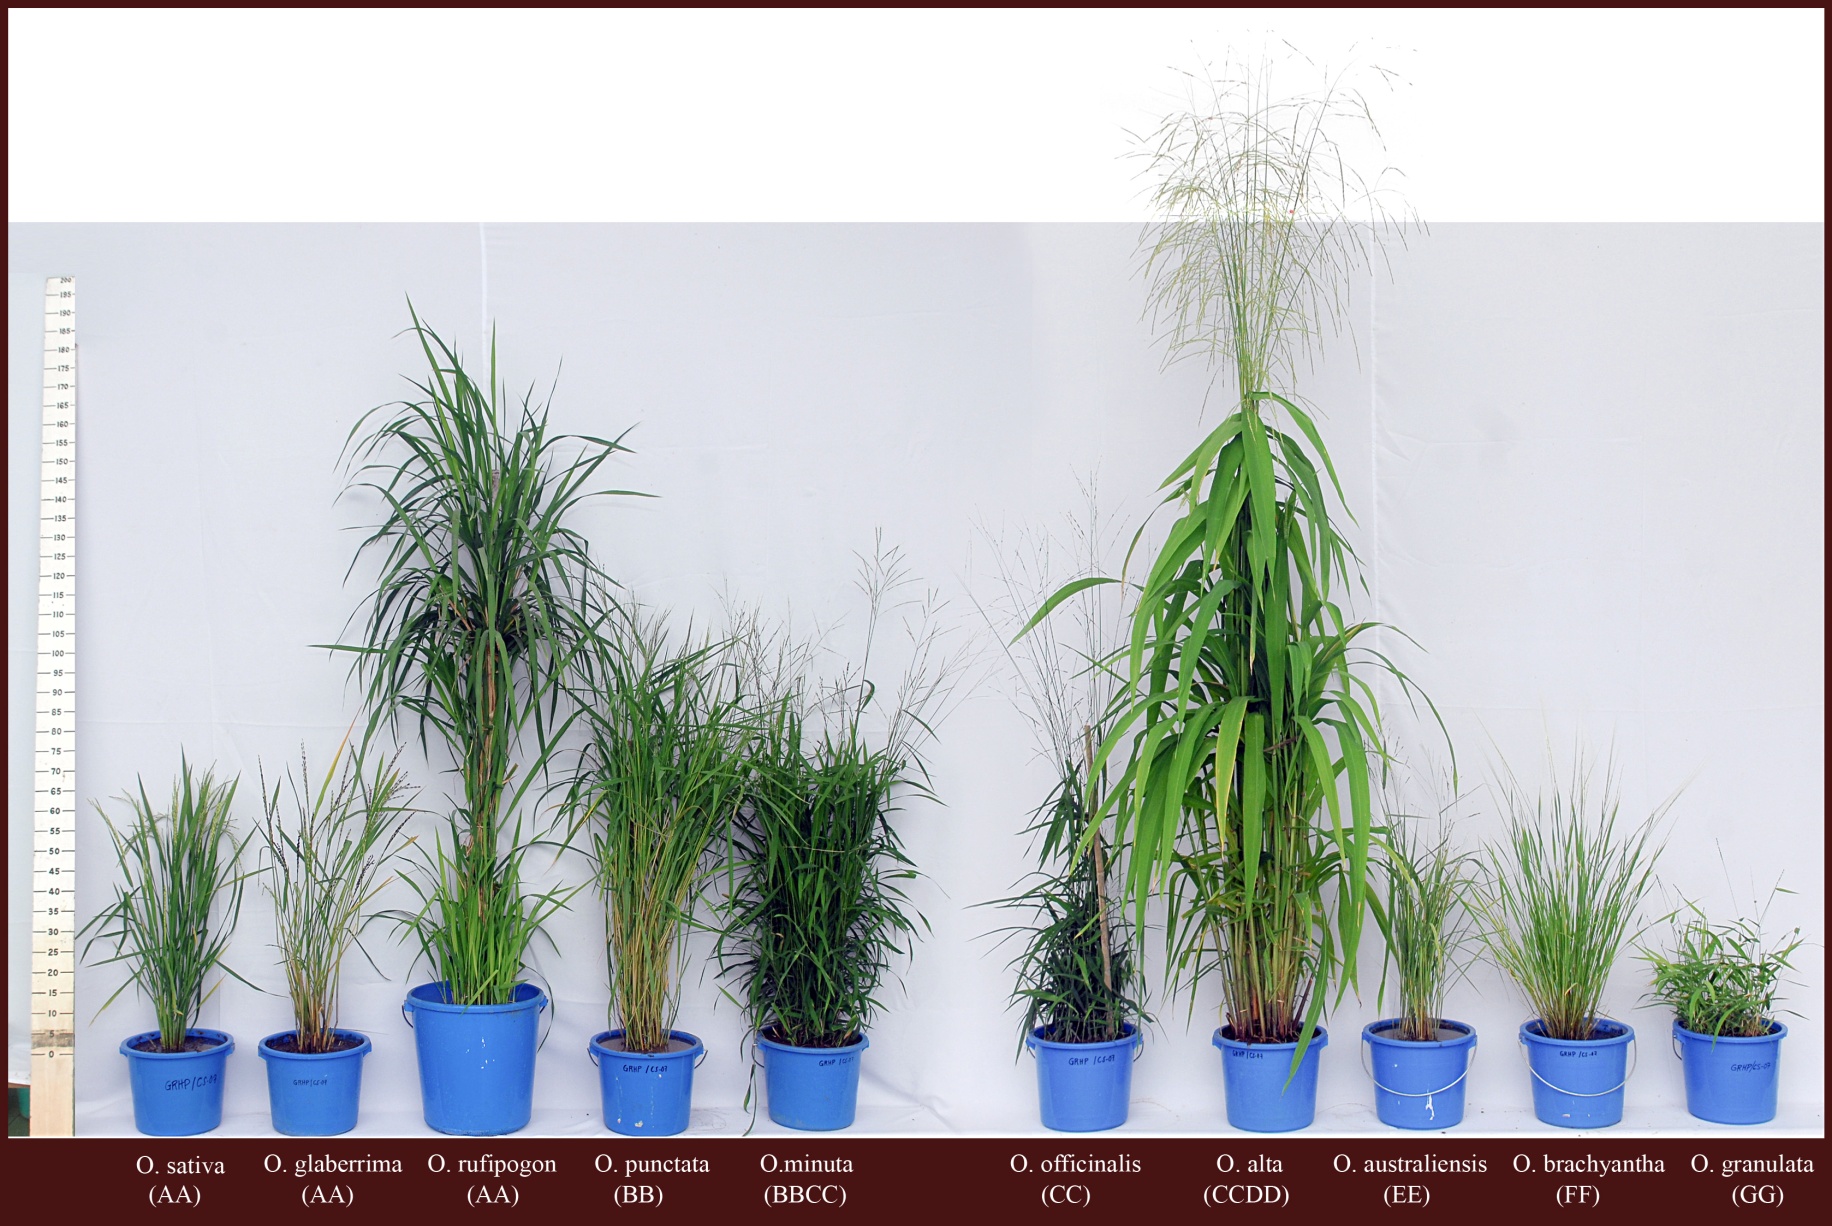 200
195
190
185
180
175
170
165
160
155
150
145
140
135
130
125
120
115
110
105
100
95
90
85
80
75
70
65
60
55
50
45
40
35
30
25
20
15
10
5
0
GRHP/CS-07
GRHP/CS-07
GRHP /CS-07
GRHP /CS-07
GRHP /CS-07
GRHP /CS-07
GRHP /CS-07
GRHP/CS-07
O. sativa
(AA)
O. glaberrima
(AA)
O. rufipogon
(AA)
O. punctata
(BB)
O.minuta
(BBCC)
O. officinalis
(CC)
O. alta
(CCDD)
O. australiensis
(EE)
O. brachyantha
(FF)
O. granulata
(GG)